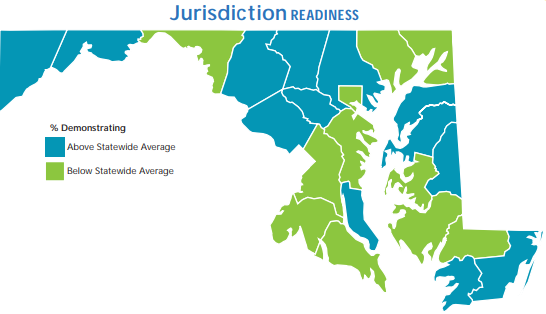 Jurisdiction READINESS
% Demonstrating
Above Statewide Average
Below Statewide Average